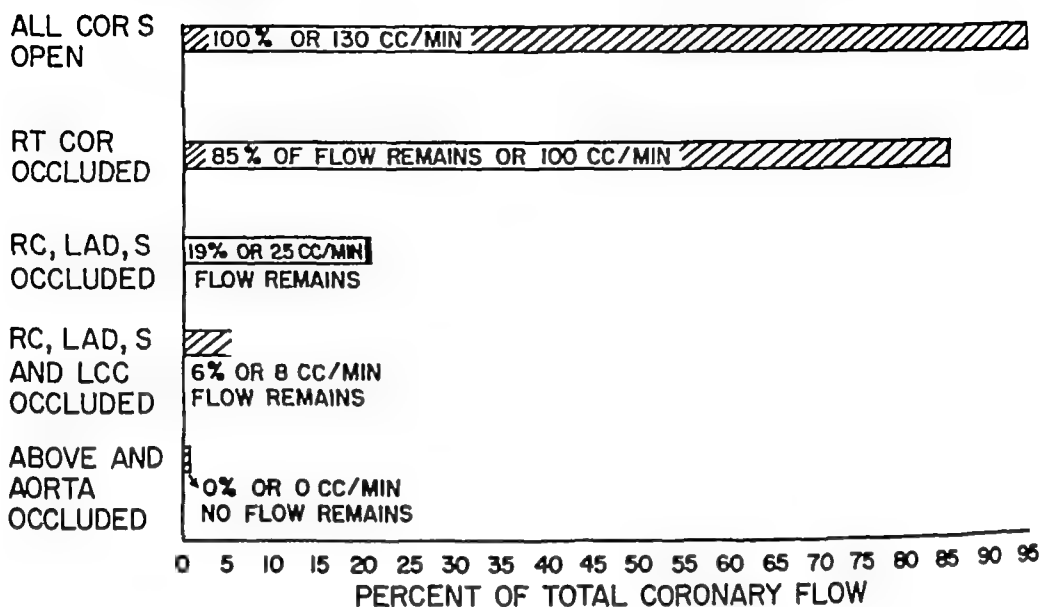 ALL COR S
OPEN
100% OR 130 CC/MIN
RT COR
OCCLUDED
85% OF FLOW REMAINS OR 100 CC/MIN
RC, LAD, S
OCCLUDED
19% OR 25 CC/MIN
FLOW REMAINS
RC, LAD, S
AND LCC
OCCLUDED
6% OR 8 CC/MIN
FLOW REMAINS
ABOVE AND
AORTA
OCCLUDED
0% OR 0 CC/MIN
NO FLOW REMAINS
0 5 10 15 20 25 30 35 40 45 50 55 60 65 70 75 80 85 90 95
PERCENT OF TOTAL CORONARY FLOW